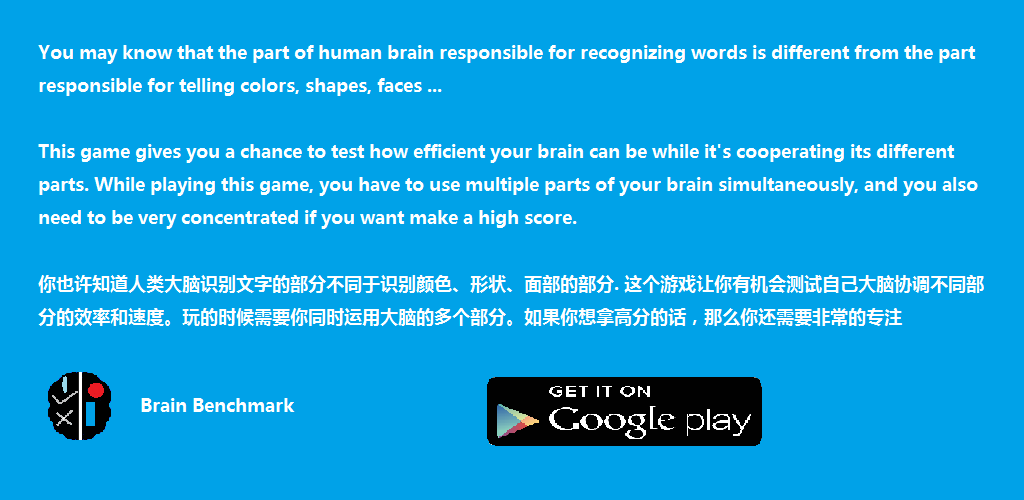 You may know that the part of human brain responsible for recognizing words is different from the part
responsible for telling colors, shapes, faces ...
This game gives you a chance to test how efficient your brain can be while it's cooperating its different
parts. While playing this game, you have to use multiple parts of your brain simultaneously, and you also
need to be very concentrated if you want make a high score.
你也许知道人类大脑识别文字的部分不同于识别颜色、形状、面部的部分. 这个游戏让你有机会测试自己大脑协调不同部
分的效率和速度。玩的时候需要你同时运用大脑的多个部分。如果你想拿高分的话，那么你还需要非常的专注
Brain Benchmark
GET IT ON
Google play